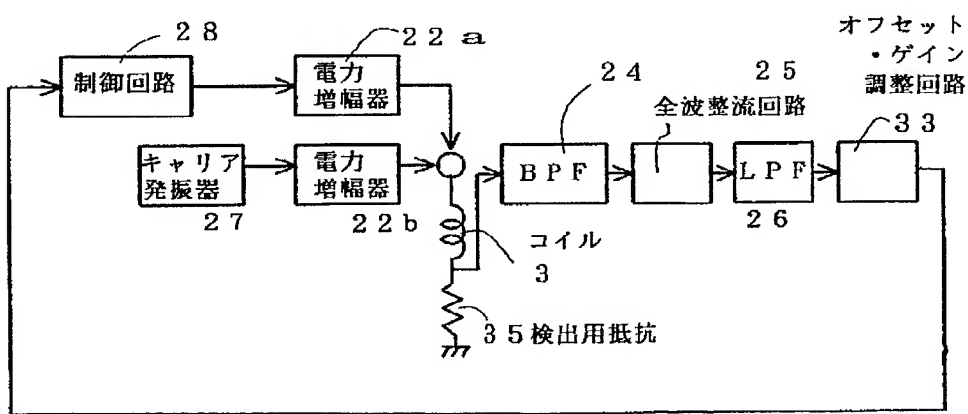 オフセット
・ゲイン
調整回路
28
22a
24
25
33
制御回路
電力
増幅器
全波整流回路
キャリア
発振器
電力
増幅器
BPF
LPF
27
22b
26
コイル
3
35検出用抵抗